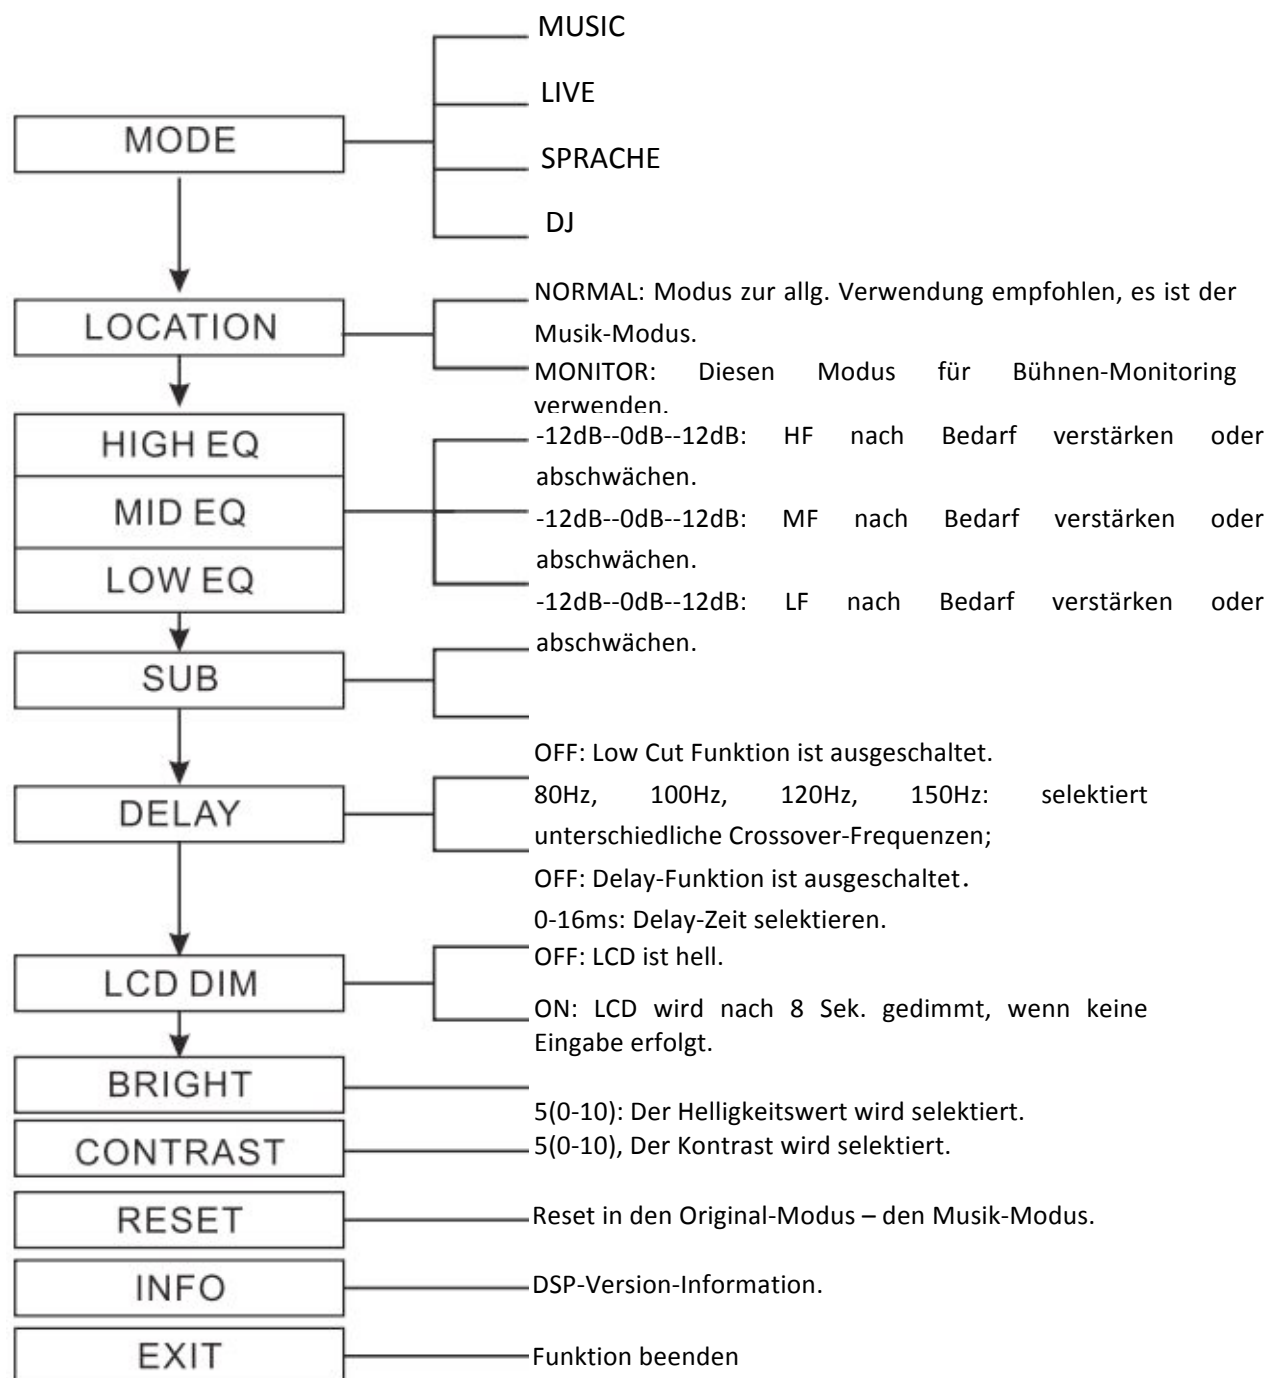 MUSIC
LIVE
MODE
SPRACHE
DJ
NORMAL: Modus zur allg. Verwendung empfohlen, es ist der
LOCATION
Musik-Modus.
MONITOR: Diesen Modus für Bühnen-Monitoring
verwenden.
HIGH EQ
-12dB--0dB--12dB: HF nach Bedarf verstärken oder
abschwächen.
MID EQ
-12dB--0dB--12dB: MF nach Bedarf verstärken oder
abschwächen.
LOW EQ
-12dB--0dB--12dB: LF nach Bedarf verstärken oder
abschwächen.
SUB
OFF: Low Cut Funktion ist ausgeschaltet.
80Hz, 100Hz, 120Hz, 150Hz: selektiert
unterschiedliche Crossover-Frequenzen;
DELAY
OFF: Delay-Funktion ist ausgeschaltet.
0-16ms: Delay-Zeit selektieren.
OFF: LCD ist hell.
LCD DIM
ON: LCD wird nach 8 Sek. gedimmt, wenn keine
Eingabe erfolgt.
BRIGHT
5(0-10): Der Helligkeitswert wird selektiert.
CONTRAST
5(0-10), Der Kontrast wird selektiert.
RESET
Reset in den Original-Modus – den Musik-Modus.
INFO
DSP-Version-Information.
EXIT
Funktion beenden